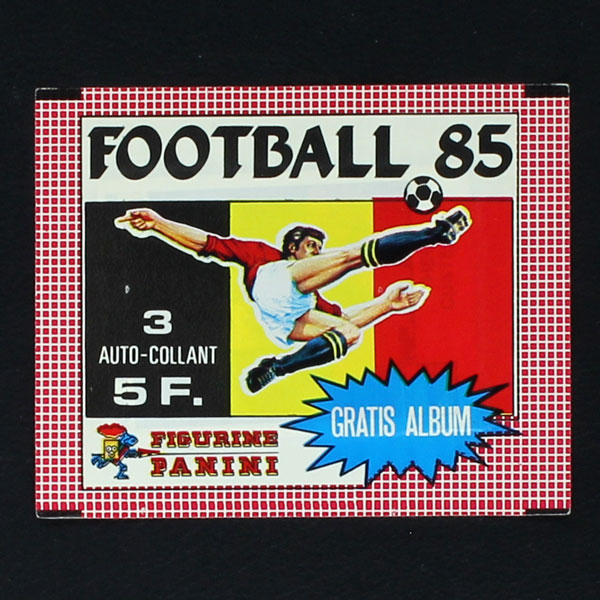 FOOTBALL 85
3
AUTO-COLLANT
5 F.
GRATIS ALBUM
FIGURINE
PANINI